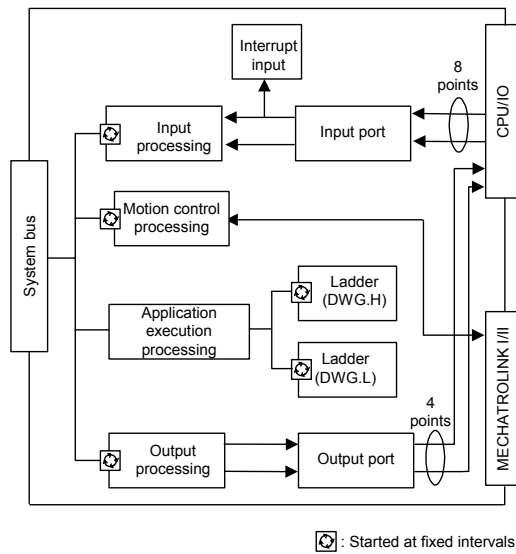 Interrupt
input
8
points
CPU/IO
Input
processing
Input port
System bus
Motion control
processing
Application
execution
processing
Ladder
(DWG.H)
Ladder
(DWG.L)
MECHATROLINK I/II
4
points
Output
processing
Output port
: Started at fixed intervals